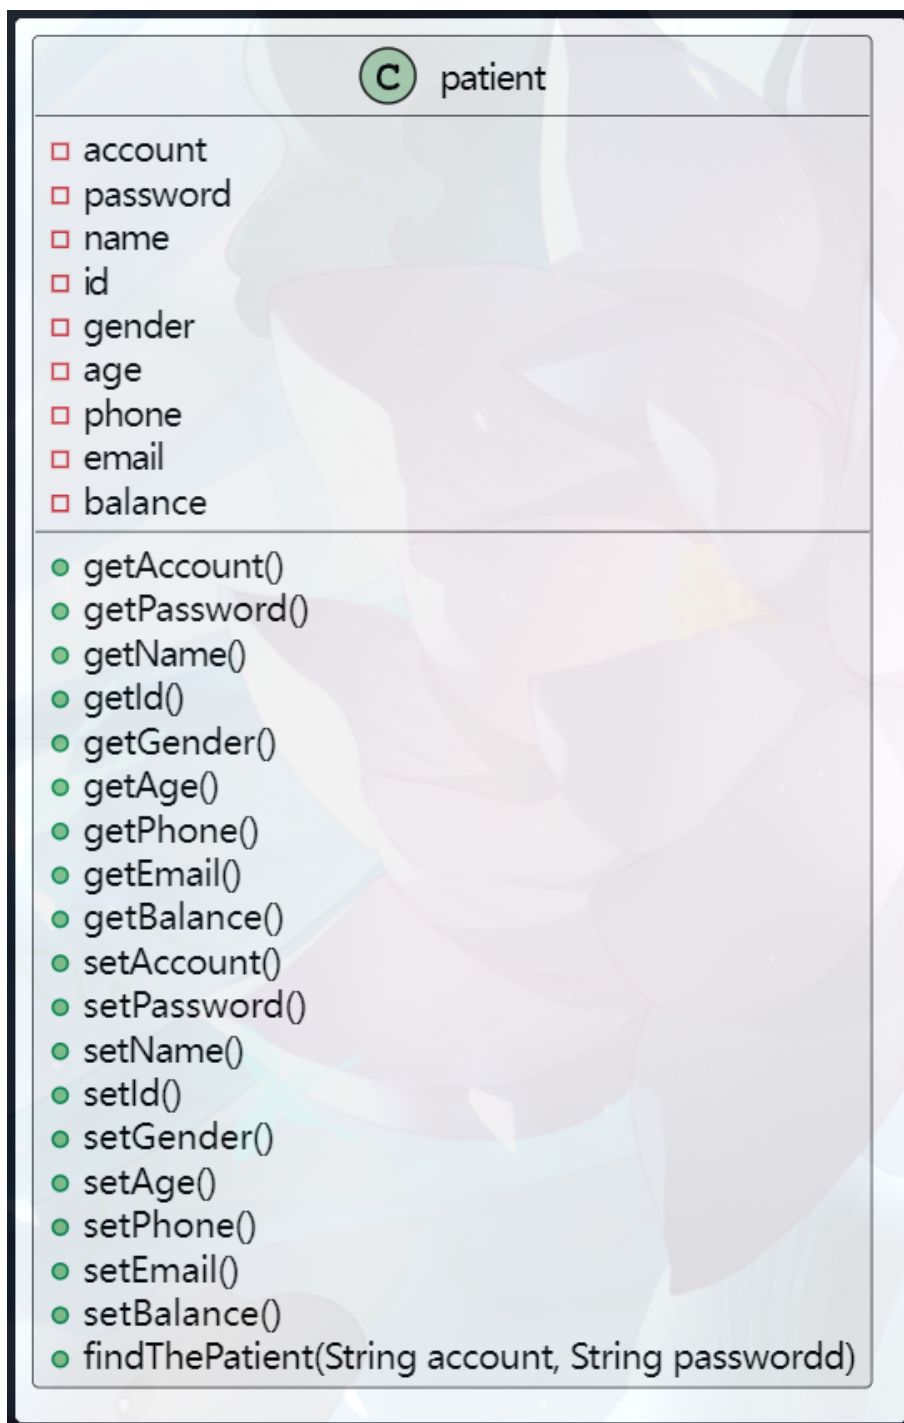 C patient
account
password
name
id
gender
age
phone
email
balance
getAccount()
getPassword()
getName()
getId()
getGender()
getAge()
getPhone()
getEmail()
getBalance()
setAccount()
setPassword()
setName()
setId()
setGender()
setAge()
setPhone()
setEmail()
setBalance()
findThePatient(String account, String passwordd)